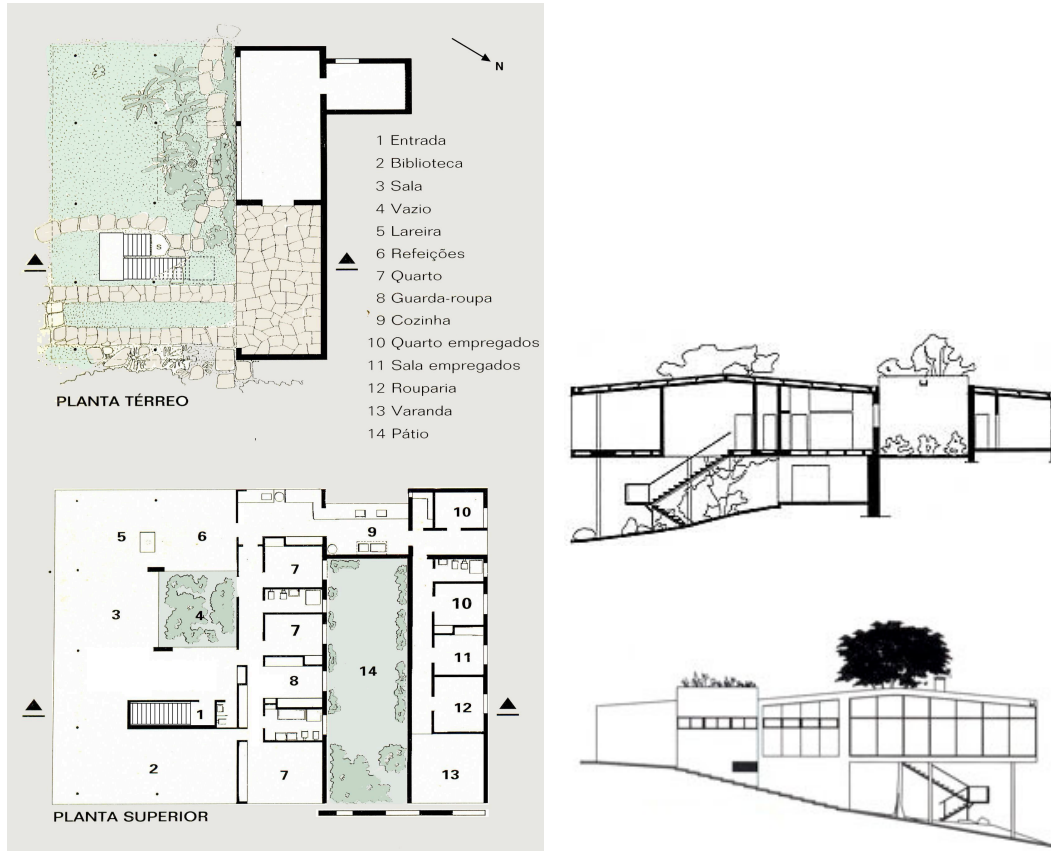 N
1 Entrada
2 Biblioteca
3 Sala
4 Vazio
5 Lareira
6 Refeições
7 Quarto
8 Guarda-roupa
9 Cozinha
10 Quarto empregados
11 Sala empregados
12 Rouparia
13 Varanda
14 Pátio
S
PLANTA TÉRREO
10
9
5
6
7
10
4
3
7
11
14
8
12
1
2
7
13
PLANTA SUPERIOR